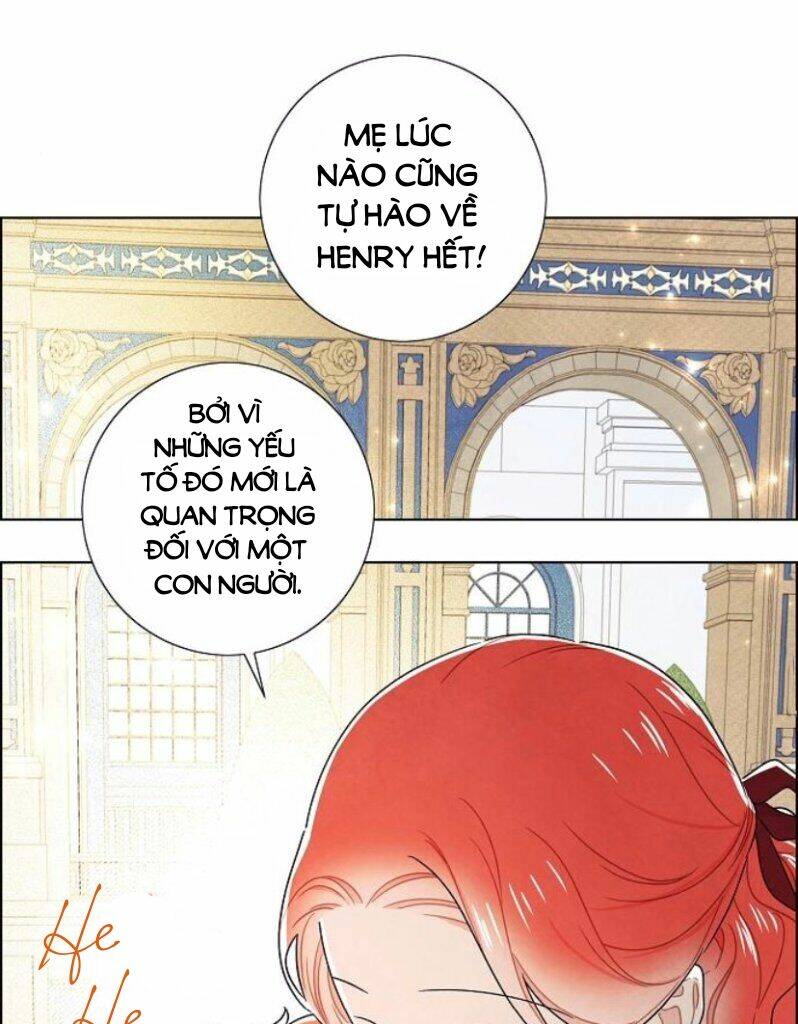 MẸ LÚC
NÀO CŨNG
TỰ HÀO VỀ
HENRY HẾT!
BỞI VÌ
NHỮNG YẾU
TỐ ĐÓ MỚI LÀ
QUAN TRỌNG
ĐỐI VỚI MỘT
CON NGƯỜI.
He
He